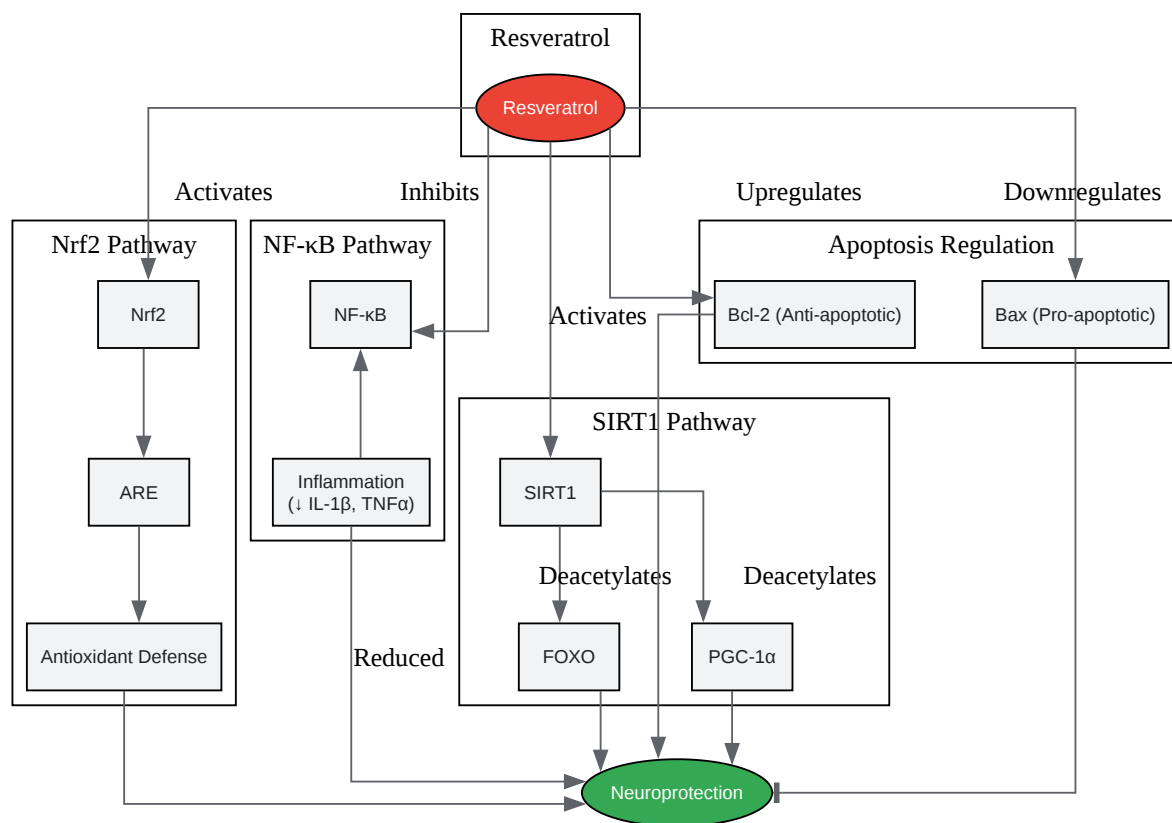 Resveratrol
Resveratrol
Activates
Inhibits
Upregulates
Downregulates
Nrf2 Pathway
NF-κB Pathway
Apoptosis Regulation
Nrf2
NF-κB
Activates
Bcl-2 (Anti-apoptotic)
Bax (Pro-apoptotic)
SIRT1 Pathway
ARE
Inflammation
(↓ IL-1β, TNFα)
SIRT1
Deacetylates
Deacetylates
Antioxidant Defense
Reduced
FOXO
PGC-1α
Neuroprotection